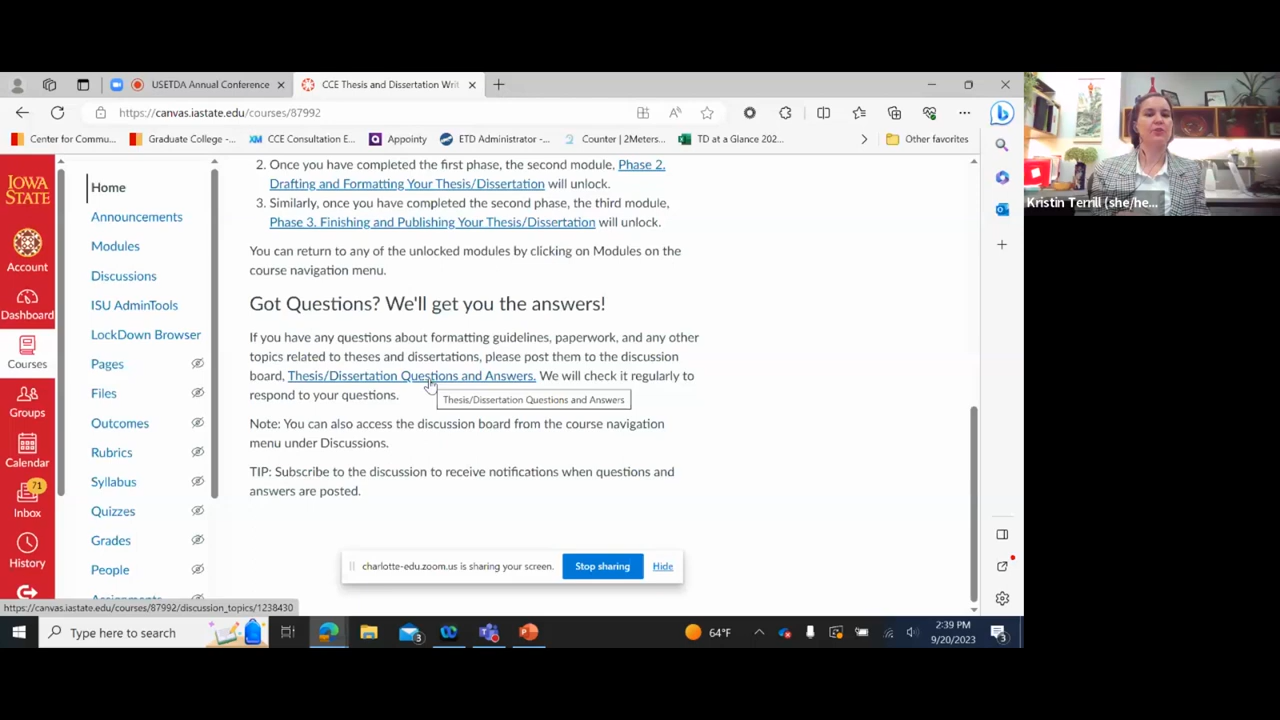 USETDA Annual Conference
CCE Thesis and Dissertation Writ
https://canvas.iastate.edu/courses/87992
Center for Commu...
Graduate College -...
CCE Consultation E...
Appointy
ETD Administrator -...
Counter | 2Meters...
TD at a Glance 202...
Other favorites
IOWA
STATE
Account
Dashboard
Courses
Groups
Calendar
71
Inbox
History
Home
Announcements
Modules
Discussions
ISU AdminTools
LockDown Browser
Pages
Files
Outcomes
Rubrics
Syllabus
Quizzes
Grades
People
2. Once you have completed the first phase, the second module, Phase 2.
Drafting and Formatting Your Thesis/Dissertation will unlock.
3. Similarly, once you have completed the second phase, the third module,
Phase 3. Finishing and Publishing Your Thesis/Dissertation will unlock.
You can return to any of the unlocked modules by clicking on Modules on the
course navigation menu.
Got Questions? We'll get you the answers!
If you have any questions about formatting guidelines, paperwork, and any other
topics related to theses and dissertations, please post them to the discussion
board, Thesis/Dissertation Questions and Answers. We will check it regularly to
respond to your questions.
Thesis/Dissertation Questions and Answers
Note: You can also access the discussion board from the course navigation
menu under Discussions.
TIP: Subscribe to the discussion to receive notifications when questions and
answers are posted.
charlotte-edu.zoom.us is sharing your screen.
Stop sharing
Hide
https://canvas.iastate.edu/courses/87992/discussion_topics/1238430
Type here to search
3
64°F
2:39 PM
9/20/2023
3
Kristin Terrill (she/he...